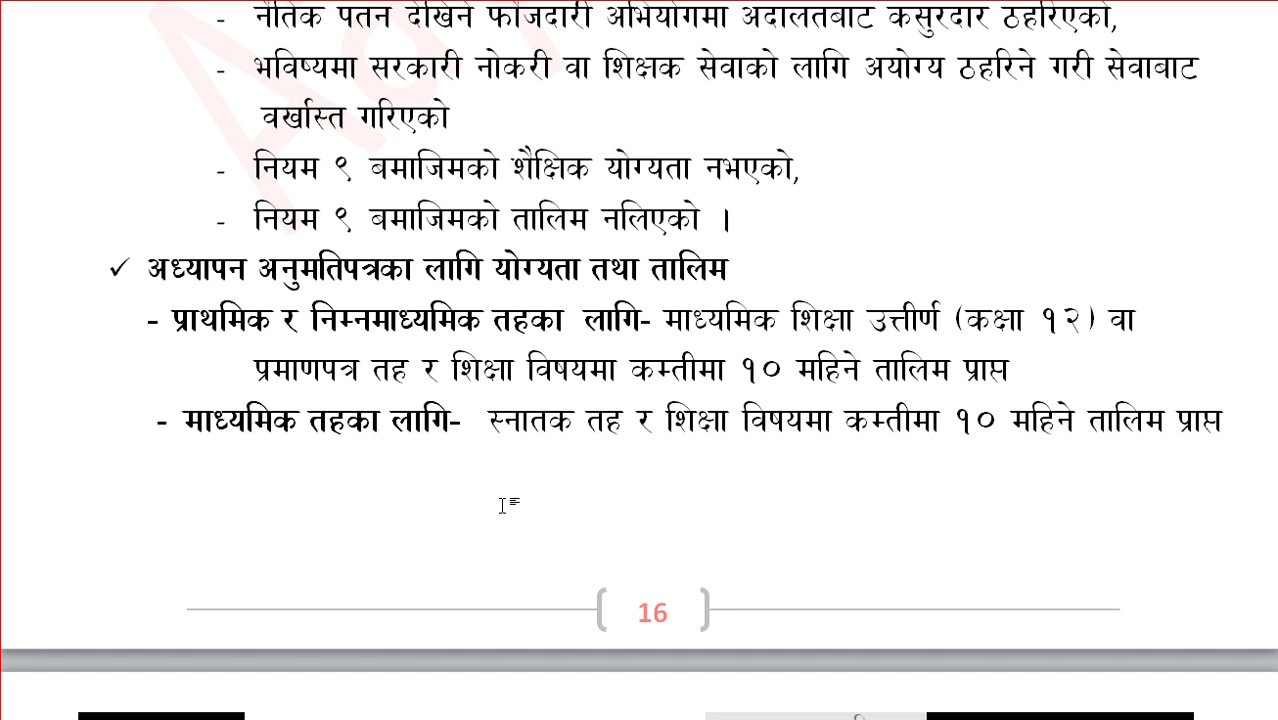 - नैतिक पतन देखिने फौजदारी अभियोगमा अदालतबाट कसुरदार ठहरिएको,
- भविष्यमा सरकारी नोकरी वा शिक्षक सेवाको लागि अयोग्य ठहरिने गरी सेवाबाट
वर्खास्त गरिएको
- नियम ९ बमाजिमको शैक्षिक योग्यता नभएको,
- नियम ९ बमाजिमको तालिम नलिएको ।
✓ अध्यापन अनुमतिपत्रका लागि योग्यता तथा तालिम
- प्राथमिक र निम्नमाध्यमिक तहका लागि- माध्यमिक शिक्षा उत्तीर्ण (कक्षा १२) वा
प्रमाणपत्र तह र शिक्षा विषयमा कम्तीमा १० महिने तालिम प्राप्त
- माध्यमिक तहका लागि- स्नातक तह र शिक्षा विषयमा कम्तीमा १० महिने तालिम प्राप्त
16